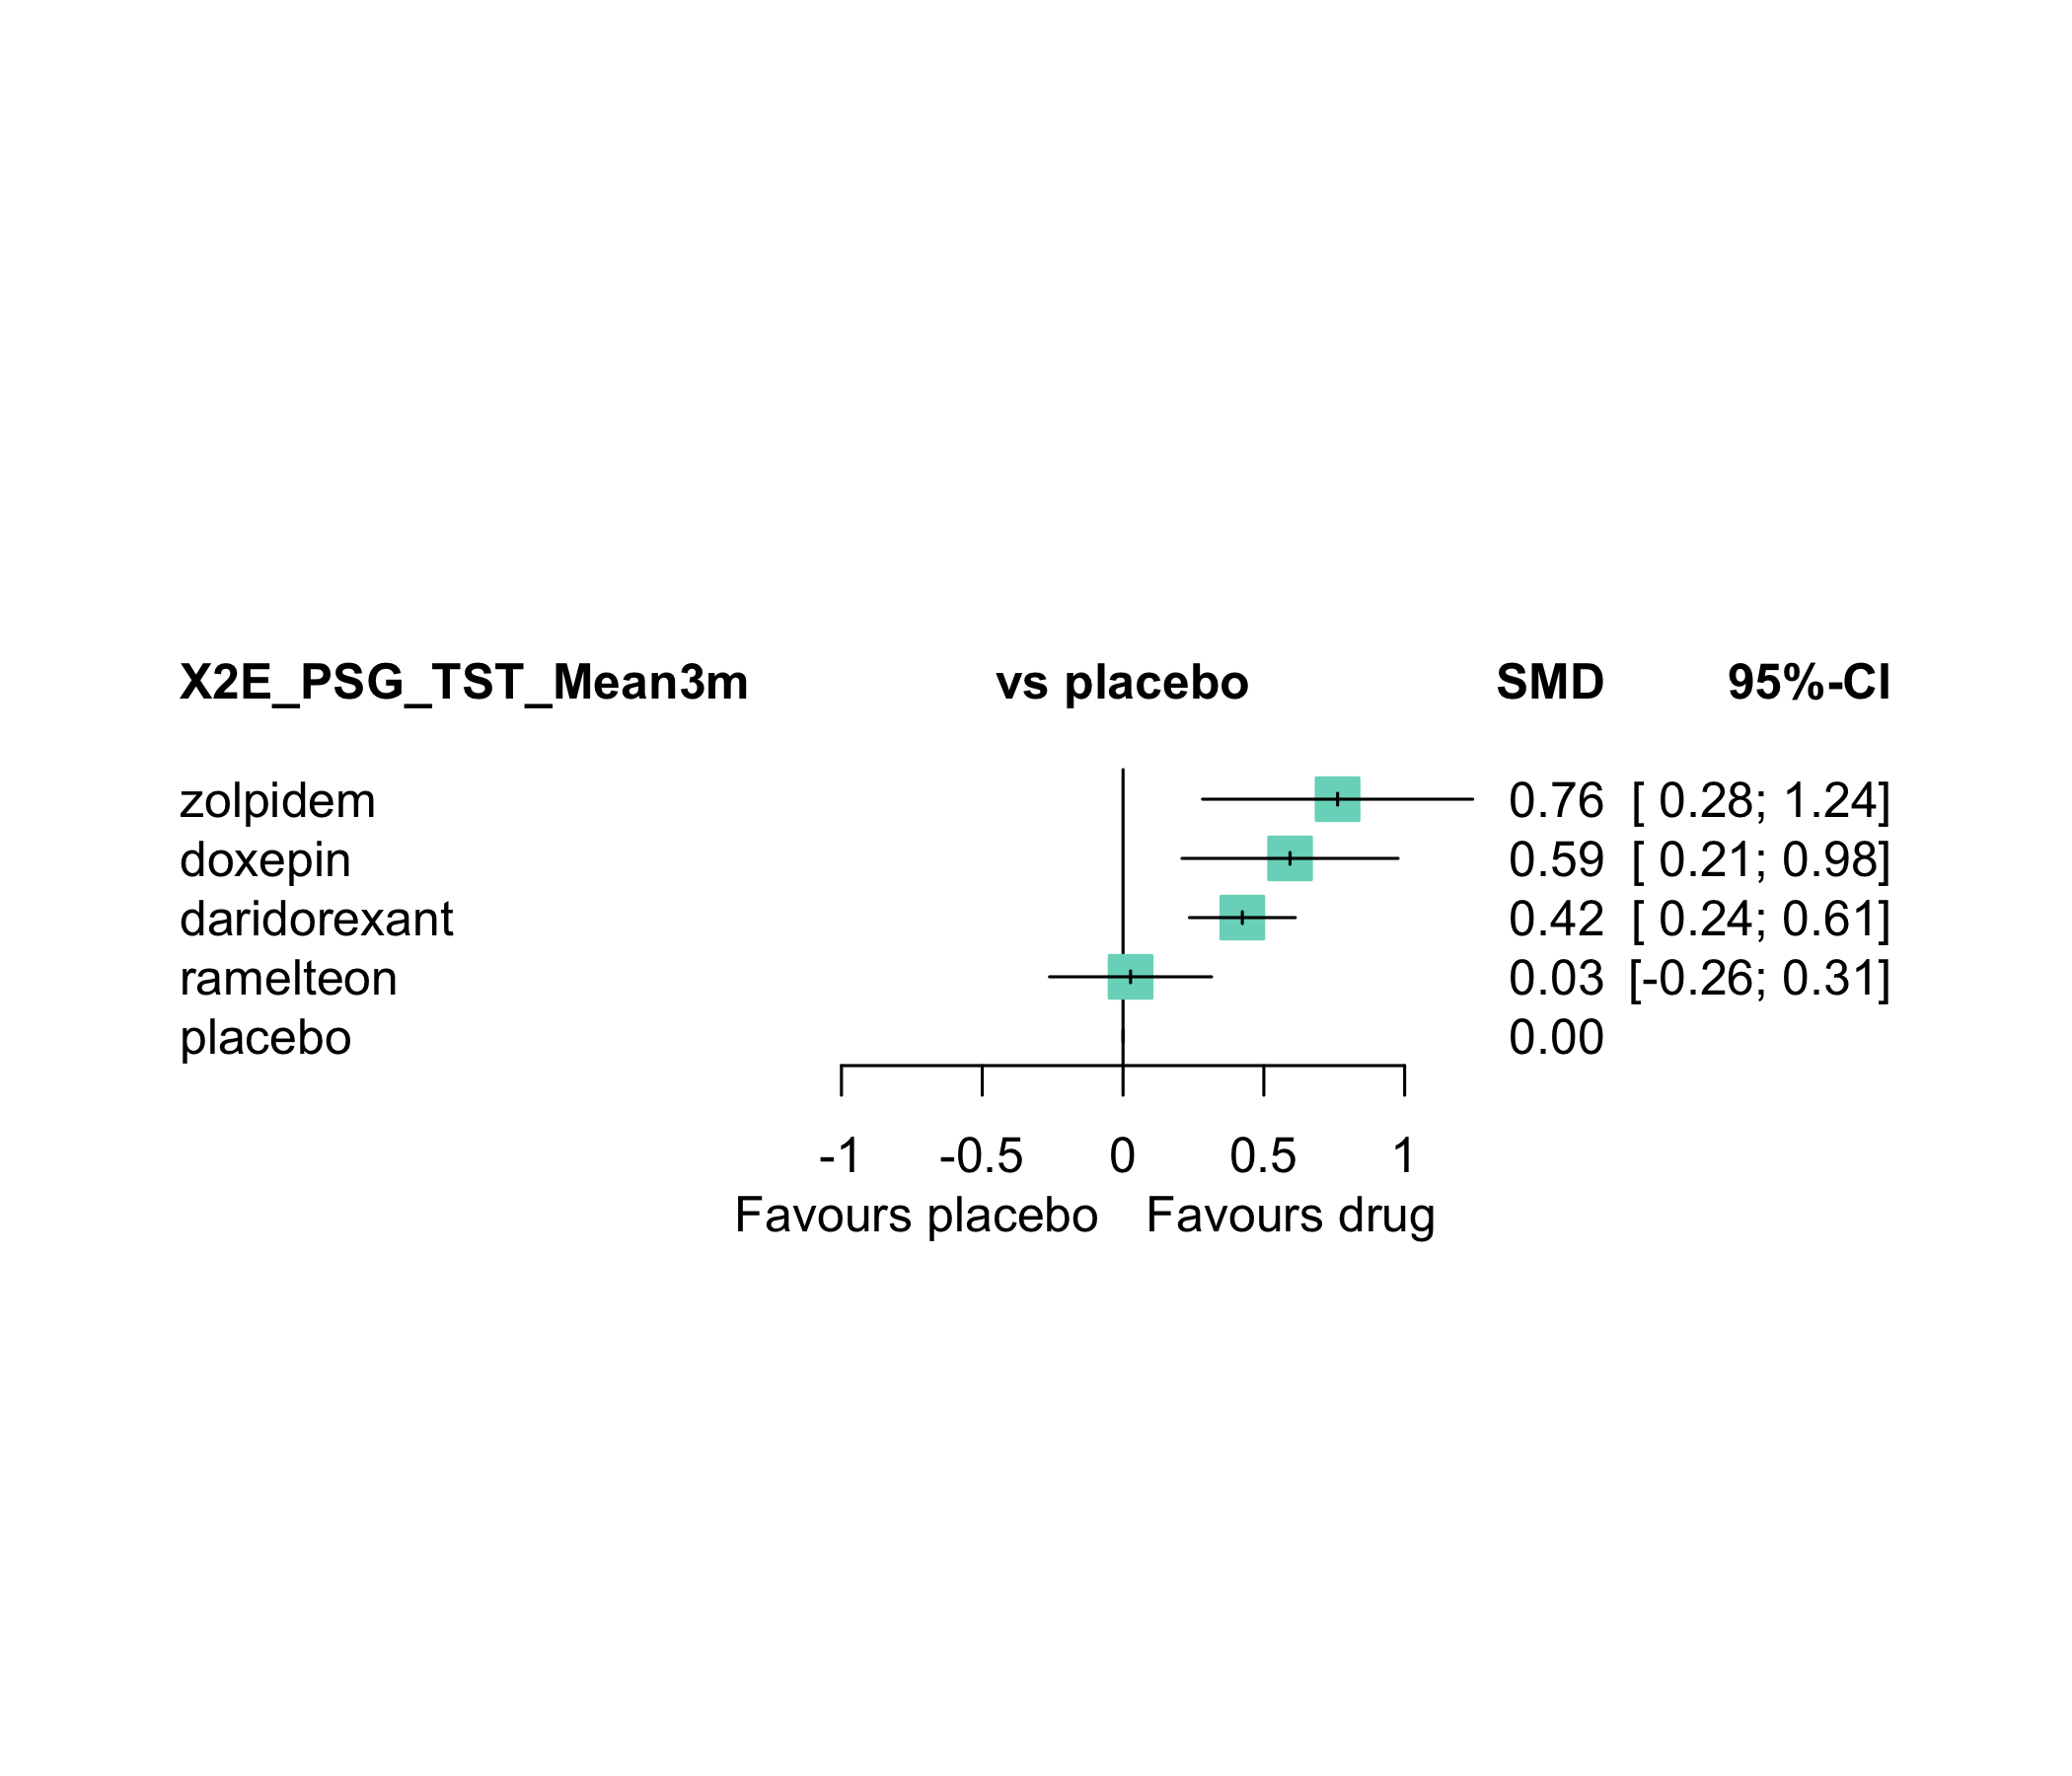 X2E_PSG_TST_Mean3m vs placebo SMD 95%-CI
zolpidem 0.76 [ 0.28; 1.24]
doxepin 0.59 [ 0.21; 0.98]
daridorexant 0.42 [ 0.24; 0.61]
ramelteon 0.03 [-0.26; 0.31]
placebo 0.00
-1 -0.5 0 0.5 1
Favours placebo Favours drug